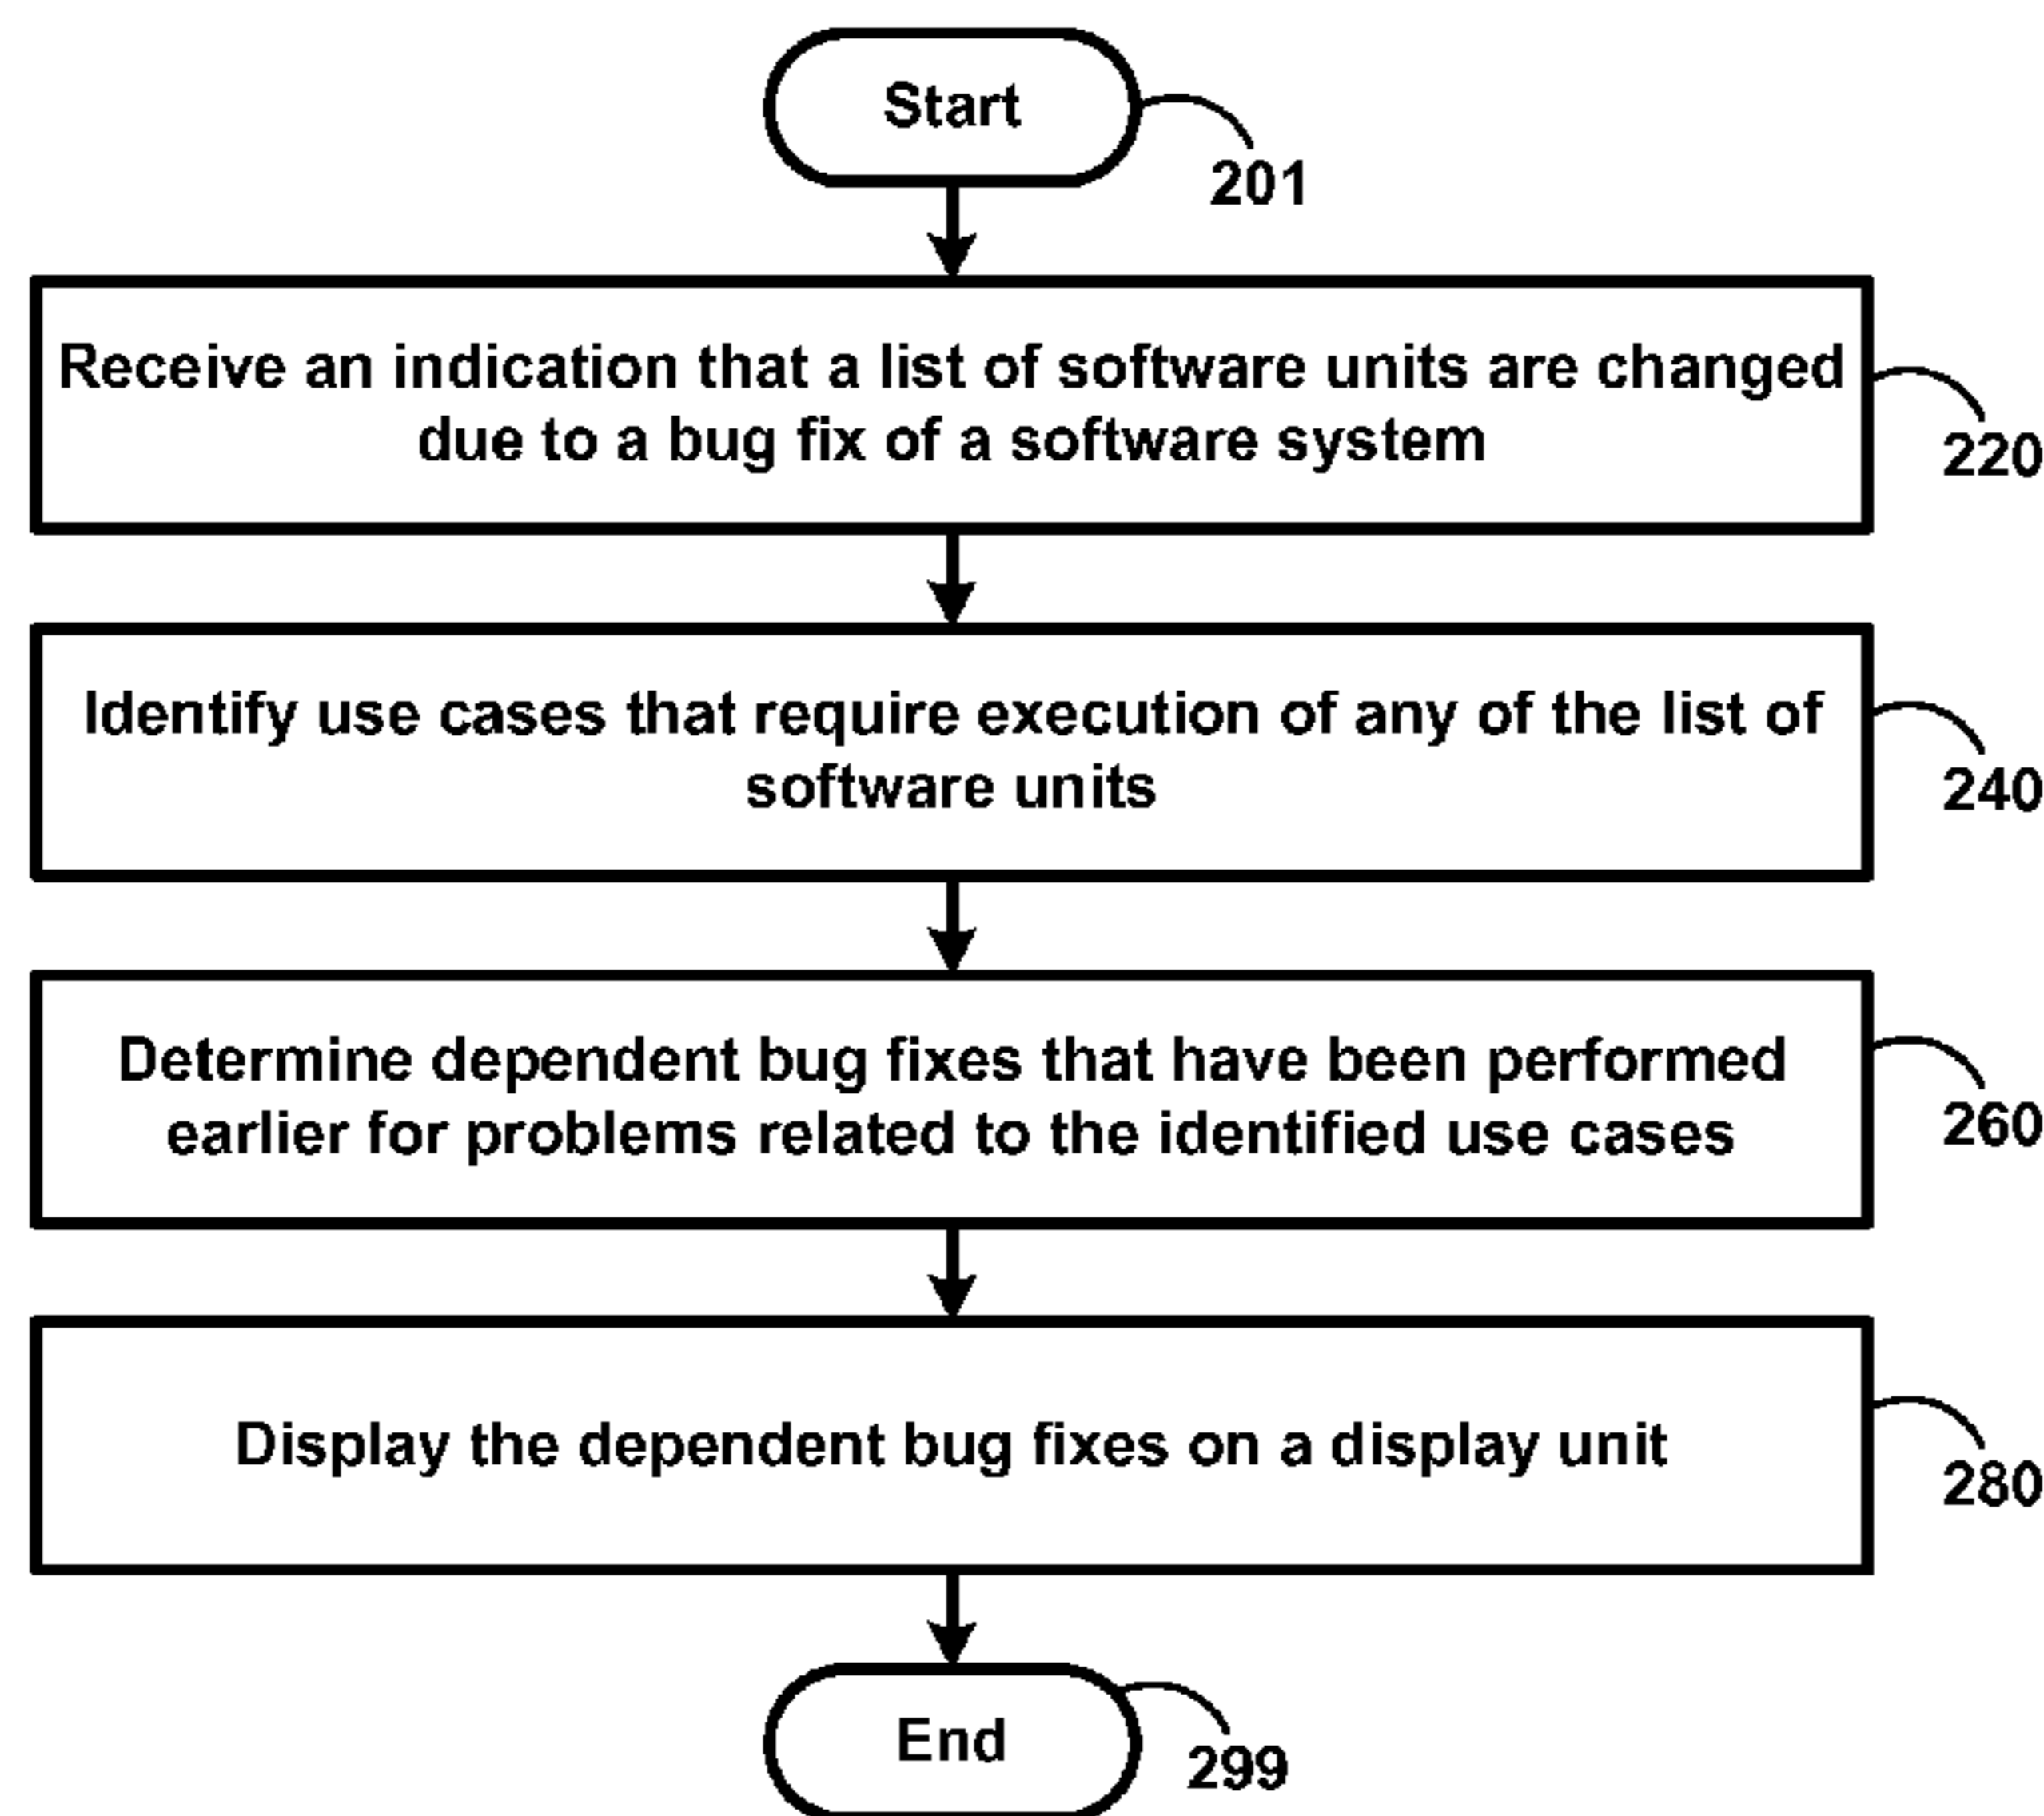 Start
201
Receive an indication that a list of software units are changed
due to a bug fix of a software system
220
Identify use cases that require execution of any of the list of
software units
240
Determine dependent bug fixes that have been performed
earlier for problems related to the identified use cases
260
Display the dependent bug fixes on a display unit
280
End
299